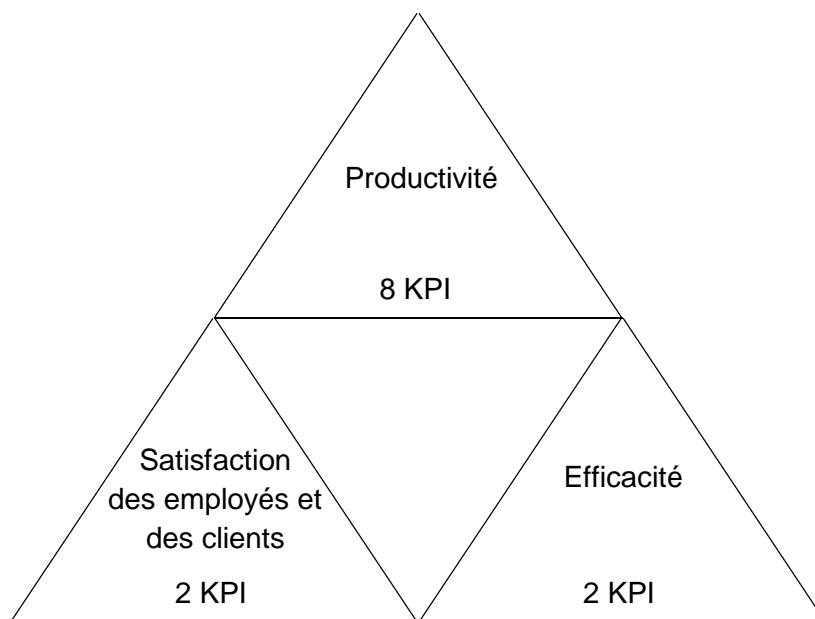 Productivité
8 KPI
Satisfaction
des employés et
des clients
2 KPI
Efficacité
2 KPI